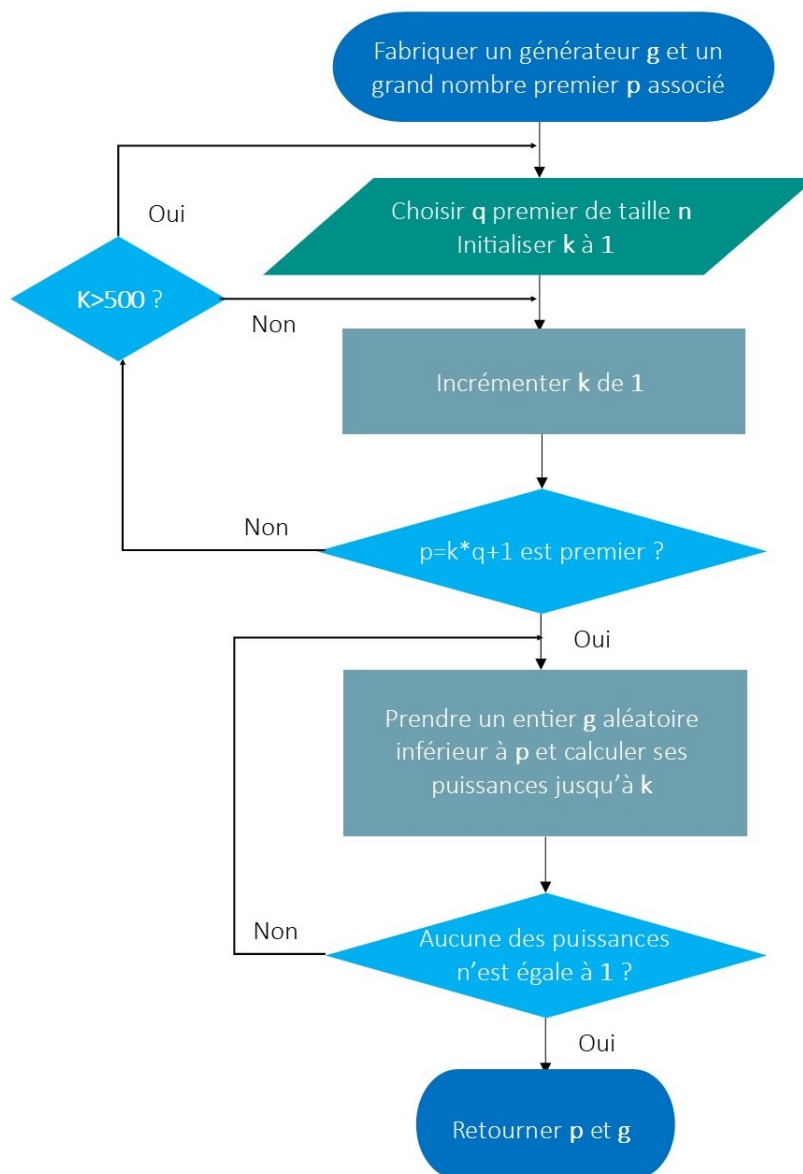 Fabriquer un générateur g et un
grand nombre premier p associé
Choisir q premier de taille n
Initialiser k à 1
Oui
K>500 ?
Non
Incrémenter k de 1
Non
p=k*q+1 est premier ?
Oui
Prendre un entier g aléatoire
inférieur à p et calculer ses
puissances jusqu’à k
Non
Aucune des puissances
n’est égale à 1 ?
Oui
Retourner p et g